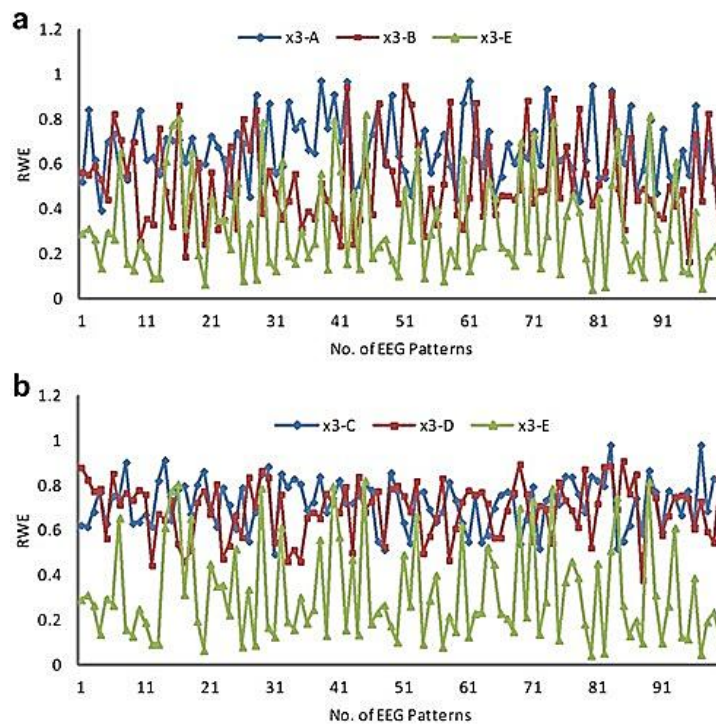 a
1.2
x3-A x3-B x3-E
1
0.8
0.6
0.4
0.2
0
RWE
1 11 21 31 41 51 61 71 81 91
No. of EEG Patterns
b
1.2
x3-C x3-D x3-E
1
0.8
0.6
0.4
0.2
0
RWE
1 11 21 31 41 51 61 71 81 91
No. of EEG Patterns